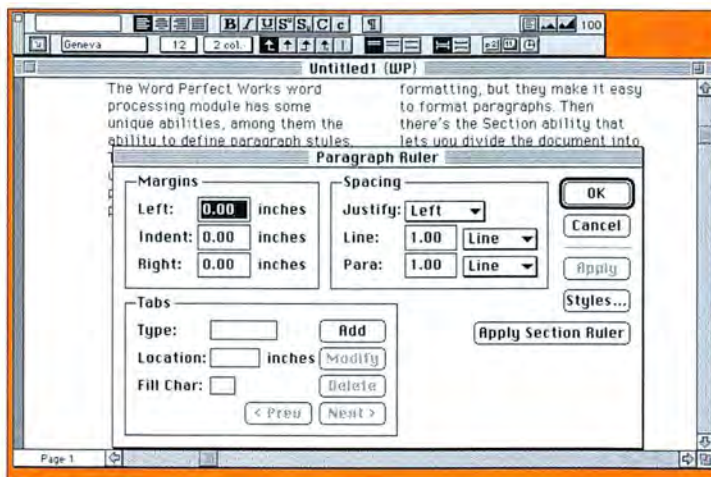 B I U S S C c ¶ 100
Geneva 12 2 col.
Untitled1 (WP)
The Word Perfect Works word
processing module has some
unique abilities, among them the
ability to define paragraph styles.
formatting, but they make it easy
to format paragraphs. Then
there's the Section ability that
lets you divide the document into
Paragraph Ruler
Margins
Left: 0.00 inches
Indent: 0.00 inches
Right: 0.00 inches
Spacing
Justify: Left
Line: 1.00 Line
Para: 1.00 Line
OK
Cancel
Apply
Styles...
Apply Section Ruler
Tabs
Type: Add
Location: inches Modify
Fill Char: Delete
< Prev Next >
Page 1